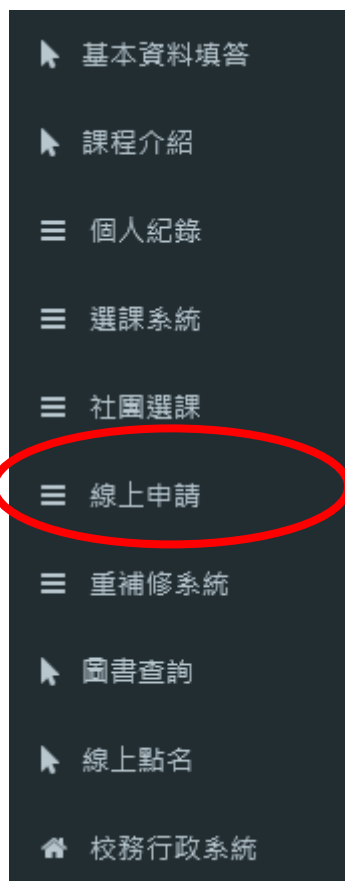 基本資料填答
課程介紹
個人紀錄
選課系統
社團選課
線上申請
重補修系統
圖書查詢
線上點名
校務行政系統